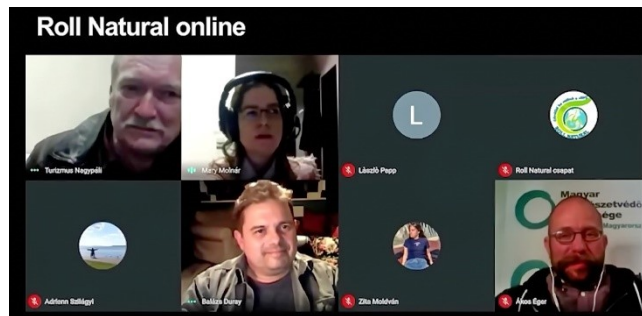 Roll Natural online
Turizmus Nagypéli
Mary Molnár
L
László Papp
Roll Natural csapat
Magyar
Adrienn Szilágyi
Balázs Duray
Zita Moldván
Ákos Éger